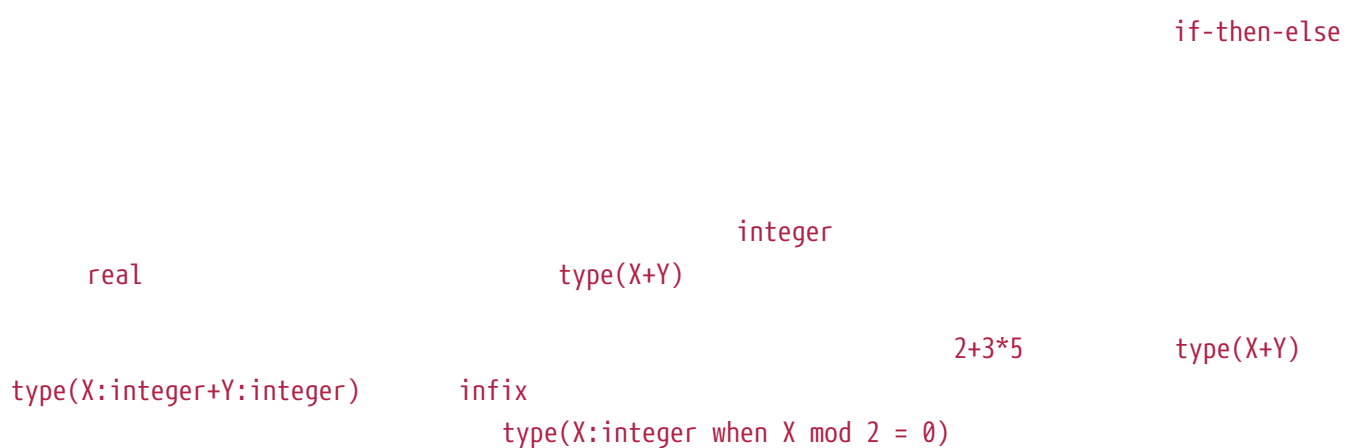 if-then-else
integer
real type(X+Y)
2+3*5 type(X+Y)
type(X:integer+Y:integer) infix
type(X:integer when X mod 2 = 0)